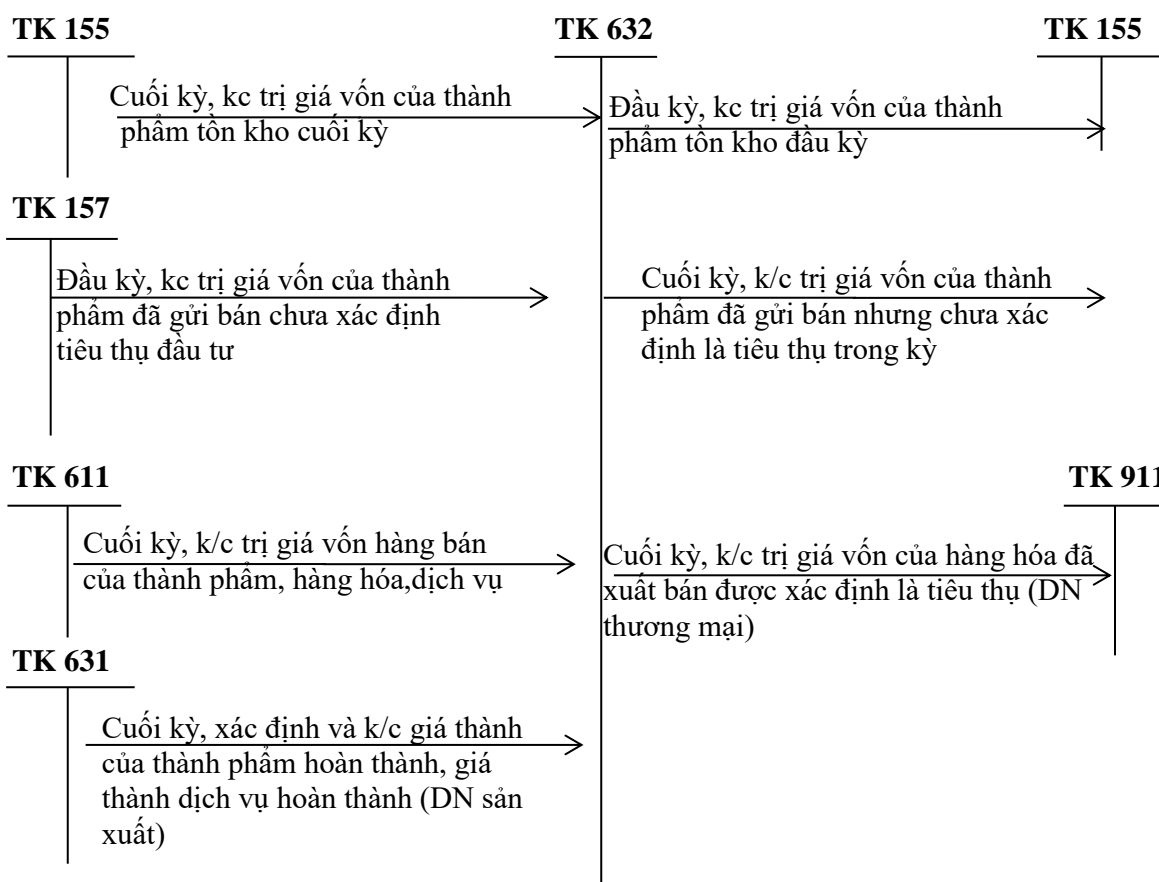 TK 155
TK 632
TK 155
Cuối kỳ, kc trị giá vốn của thành
phẩm tồn kho cuối kỳ
Đầu kỳ, kc trị giá vốn của thành
phẩm tồn kho đầu kỳ
TK 157
Đầu kỳ, kc trị giá vốn của thành
phẩm đã gửi bán chưa xác định
tiêu thụ đầu tư
Cuối kỳ, k/c trị giá vốn của thành
phẩm đã gửi bán nhưng chưa xác
định là tiêu thụ trong kỳ
TK 611
TK 911
Cuối kỳ, k/c trị giá vốn hàng bán
của thành phẩm, hàng hóa,dịch vụ
Cuối kỳ, k/c trị giá vốn của hàng hóa đã
xuất bán được xác định là tiêu thụ (DN
thương mại)
TK 631
Cuối kỳ, xác định và k/c giá thành
của thành phẩm hoàn thành, giá
thành dịch vụ hoàn thành (DN sản
xuất)